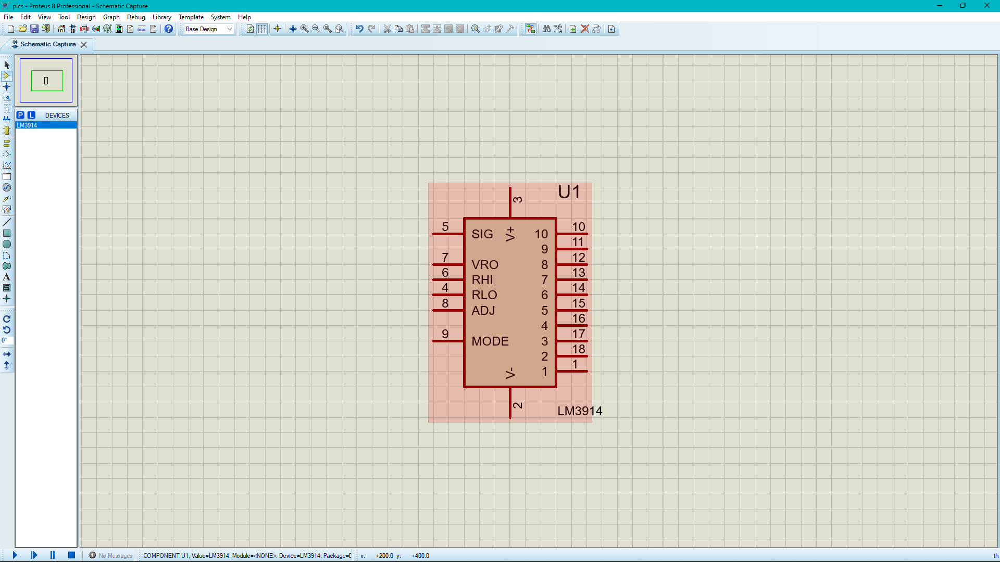 pics - Proteus 8 Professional - Schematic Capture
File Edit View Tool Design Graph Debug Library Template System Help
Base Design
Schematic Capture
P L DEVICES
LM3914
LBL
A
S
0°
U1
3
5 SIG V+ 10 10
9 11
7 VRO 8 12
6 RHI 7 13
4 RLO 6 14
8 ADJ 5 15
4 16
9 MODE 3 17
2 18
V- 1 1
2
LM3914
No Messages COMPONENT U1, Value=LM3914, Module=<NONE>. Device=LM3914, Package= x: +200.0 y: +400.0 th